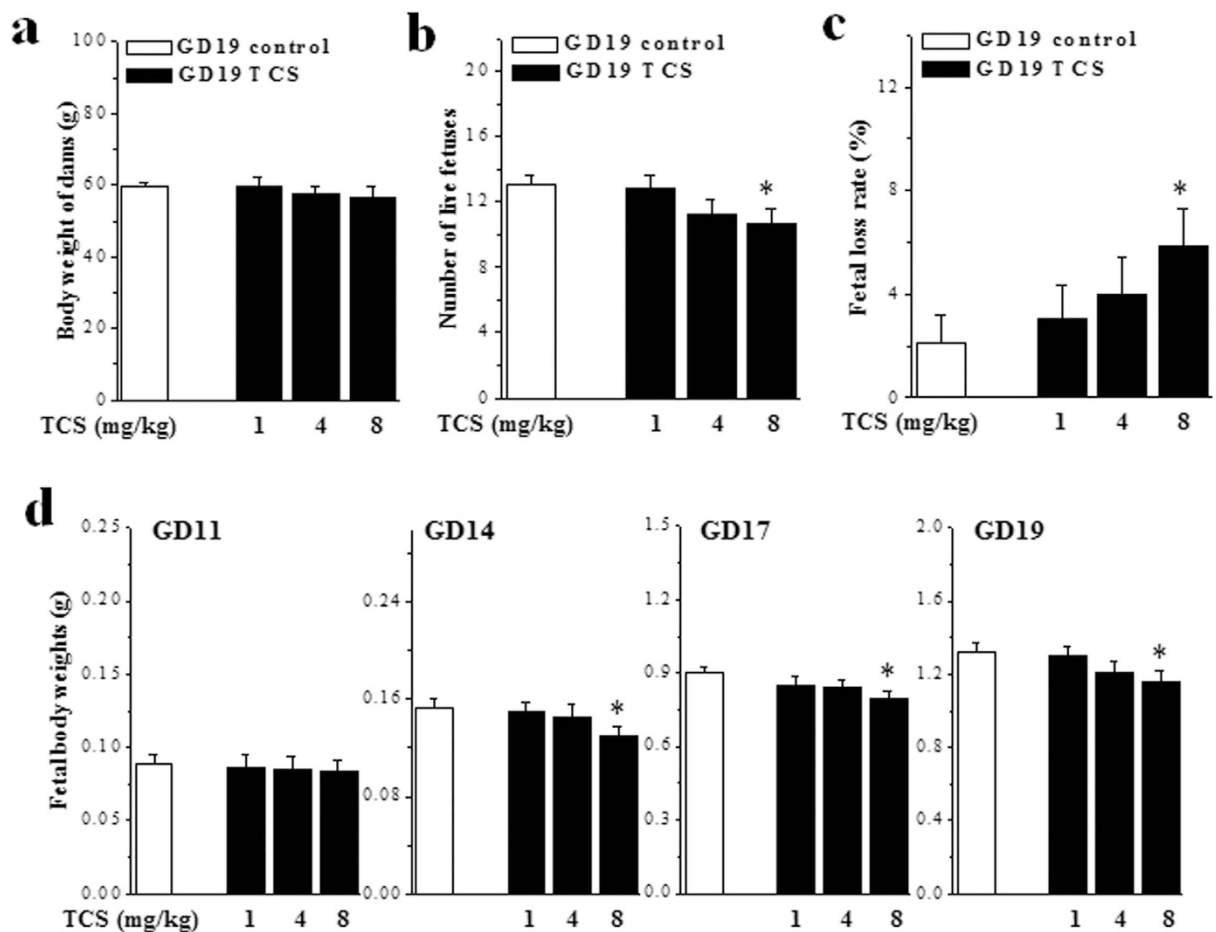 a
Body weight of dams (g)
100
80
60
40
20
0
GD19 control
GD19 TCS
TCS (mg/kg)
1 4 8
b
Number of live fetuses
20
16
12
8
4
0
GD19 control
GD19 TCS
*
TCS (mg/kg)
1 4 8
c
Fetal loss rate (%)
12
8
4
0
GD19 control
GD19 TCS
*
TCS (mg/kg)
1 4 8
d
Fetal body weights (g)
GD11
0.25
0.20
0.15
0.10
0.05
0.00
TCS (mg/kg)
1 4 8
GD14
0.24
0.16
0.08
0.00
*
1 4 8
GD17
1.5
1.2
0.9
0.6
0.3
0.0
*
1 4 8
GD19
2.0
1.6
1.2
0.8
0.4
0.0
*
1 4 8